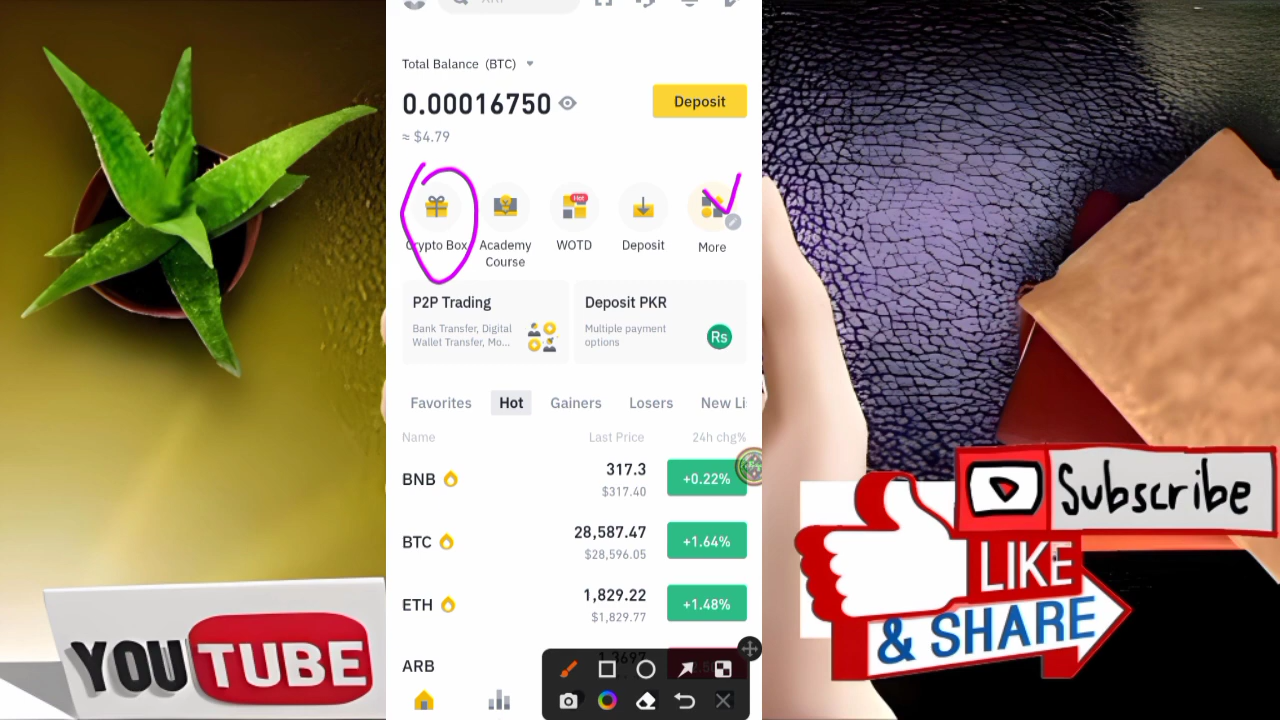 Total Balance (BTC)
0.00016750
Deposit
≈ $4.79
Hot
Crypto Box
Academy Course
WOTD
Deposit
More
P2P Trading
Bank Transfer, Digital
Wallet Transfer, Mo...
Deposit PKR
Multiple payment
options
Rs
Favorites Hot Gainers Losers New Li
Name Last Price 24h chg%
BNB 317.3 +0.22%
$317.40
BTC 28,587.47 +1.64%
$28,596.05
ETH 1,829.22 +1.48%
$1,829.77
ARB
YOUTUBE
Subscribe
LIKE
& SHARE